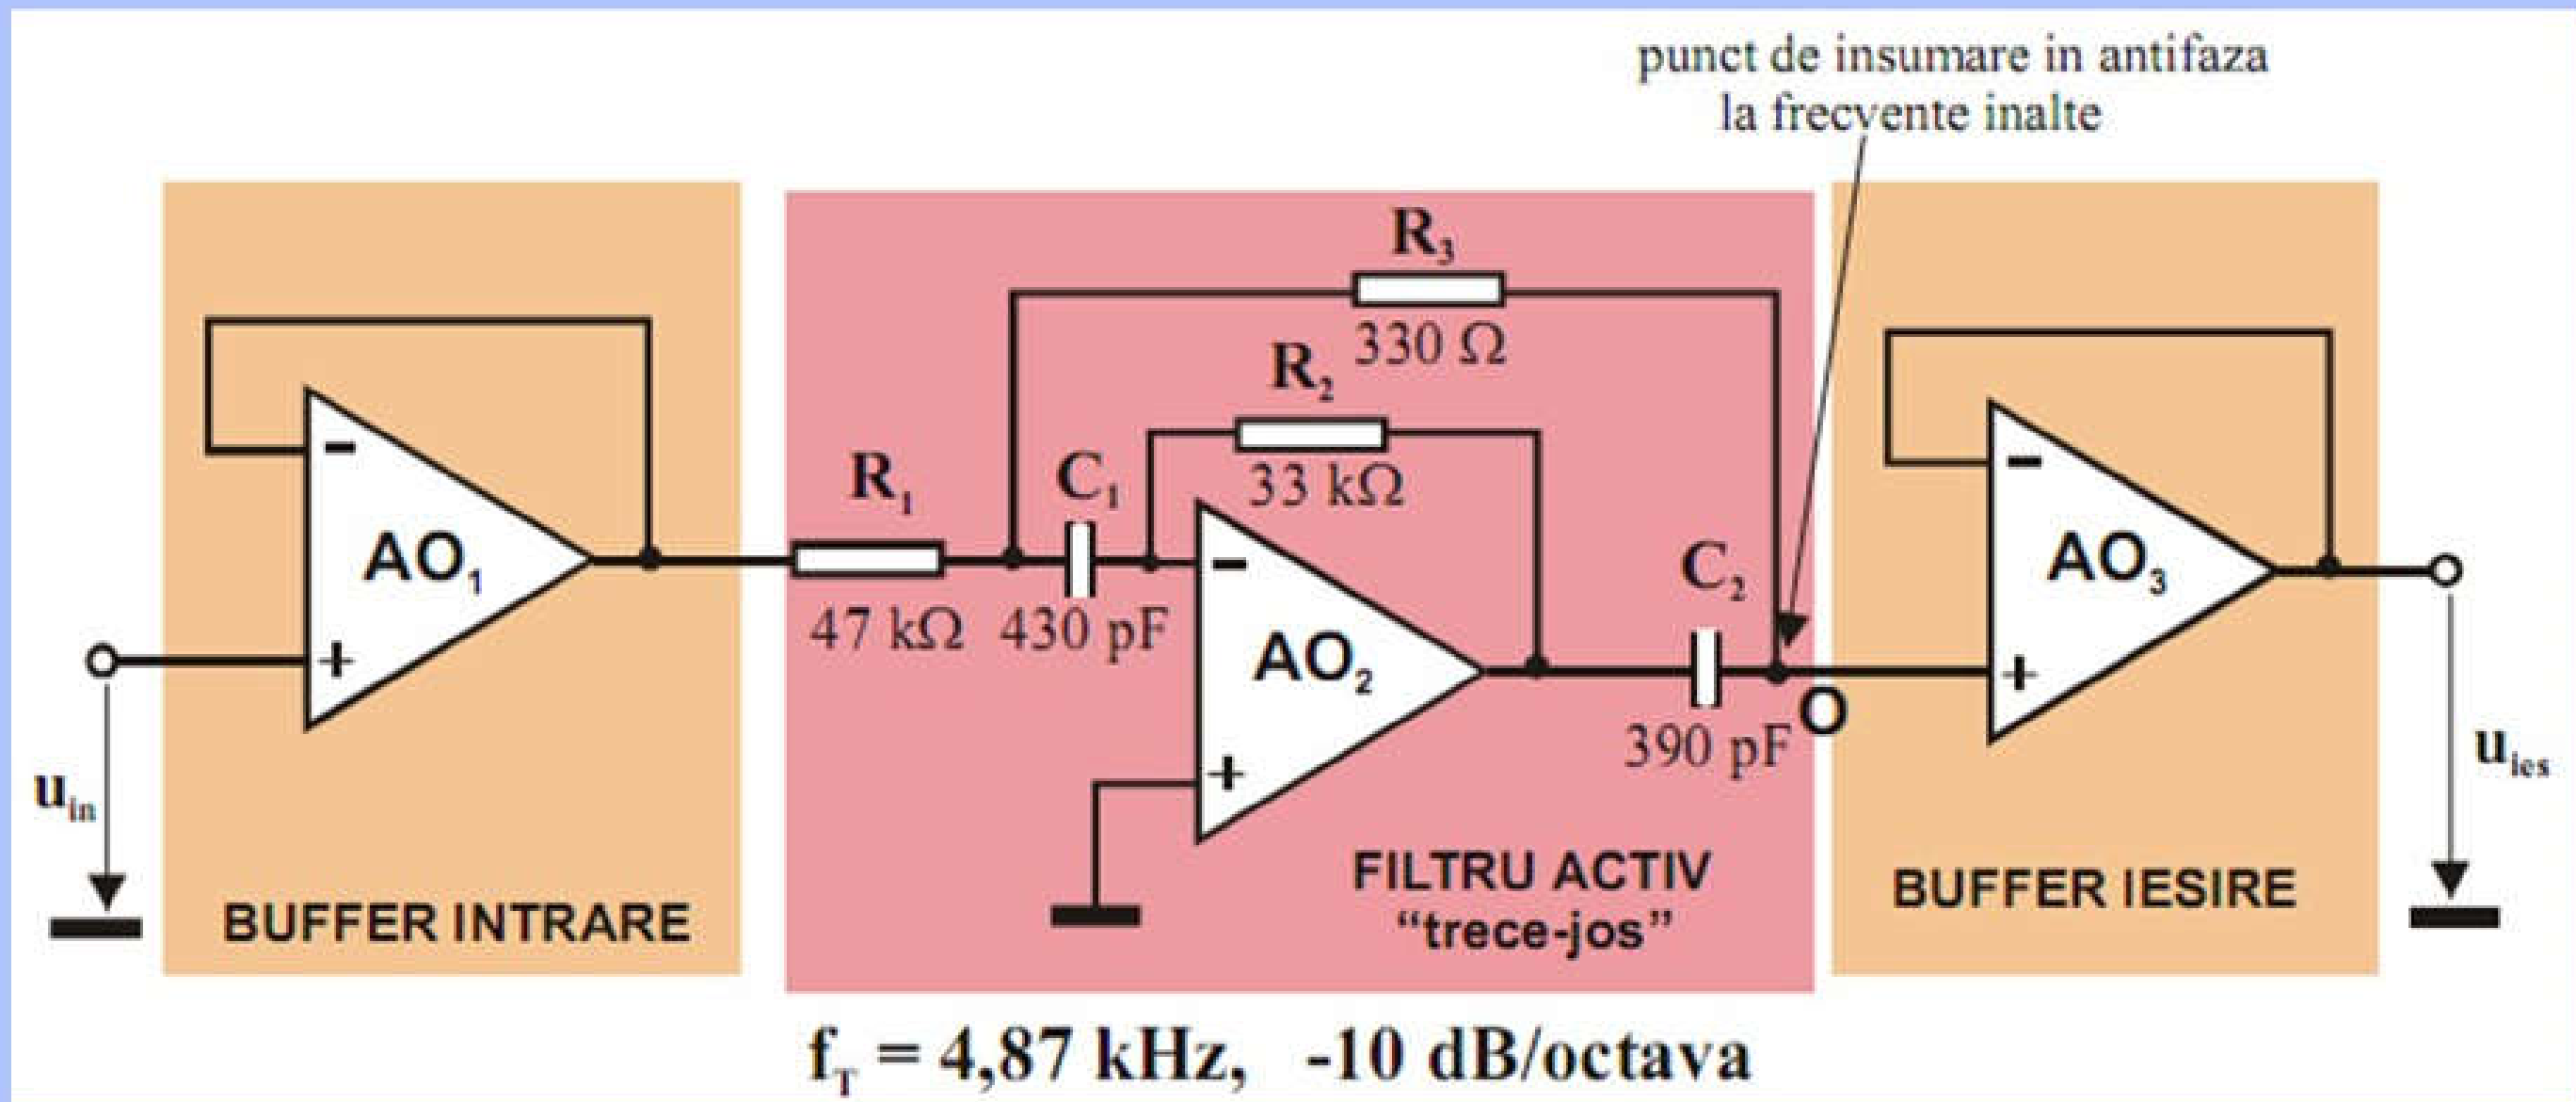 punct de insumare in antifaza
la frecvente inalte
R₃
330 Ω
R₂
33 kΩ
R₁
47 kΩ
C₁
430 pF
C₂
390 pF
O
-
+
AO₁
-
+
AO₂
-
+
AO₃
uᵢₙ
uᵢₑₛ
BUFFER INTRARE
FILTRU ACTIV
“trece-jos”
BUFFER IESIRE
f_T = 4,87 kHz, -10 dB/octava